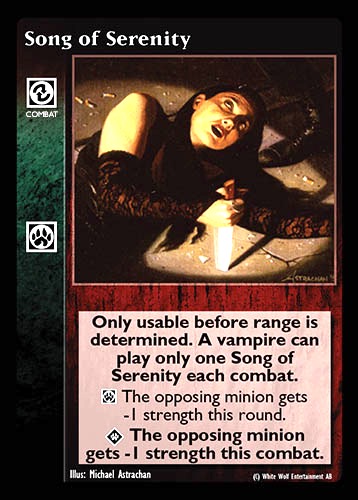 Song of Serenity
COMBAT
ASTRACHAN
Only usable before range is
determined. A vampire can
play only one Song of
Serenity each combat.
The opposing minion gets
-1 strength this round.
The opposing minion
gets -1 strength this combat.
Illus: Michael Astrachan
(C) White Wolf Entertainment AB